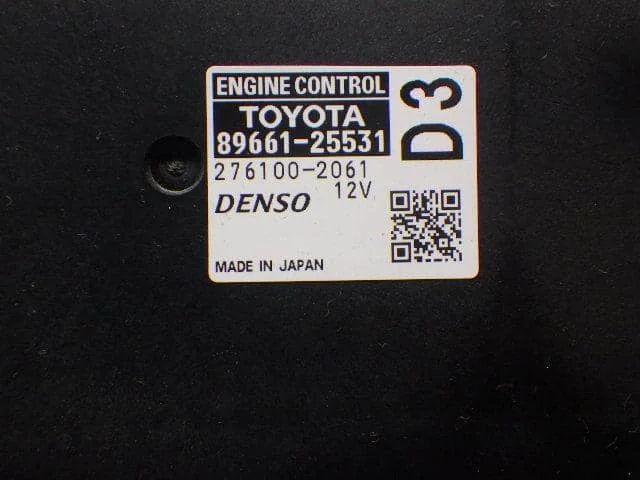 ENGINE CONTROL
TOYOTA
89661-25531
276100-2061
12V
DENSO
MADE IN JAPAN
D3